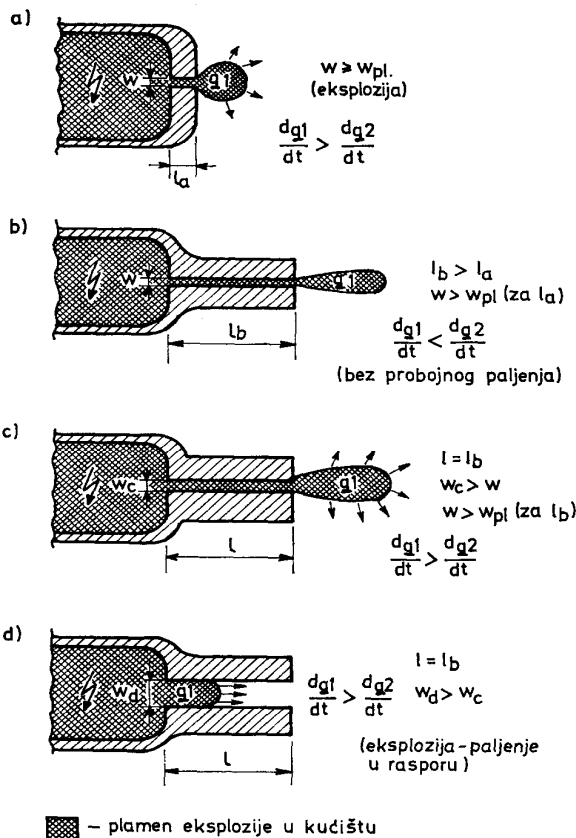 a)
w
g1
la
w ⩾ wpl.
(eksplozija)
dg1/dt > dg2/dt
b)
w
g1
lb
lb > la
w > wpl (za la)
dg1/dt < dg2/dt
(bez probojnog paljenja)
c)
wc
g1
l
l = lb
wc > w
w > wpl (za lb)
dg1/dt > dg2/dt
d)
wd
g1
l
dg1/dt > dg2/dt
l = lb
wd > wc
(eksplozija-paljenje
u rasporu)
– plamen eksplozije u kućištu